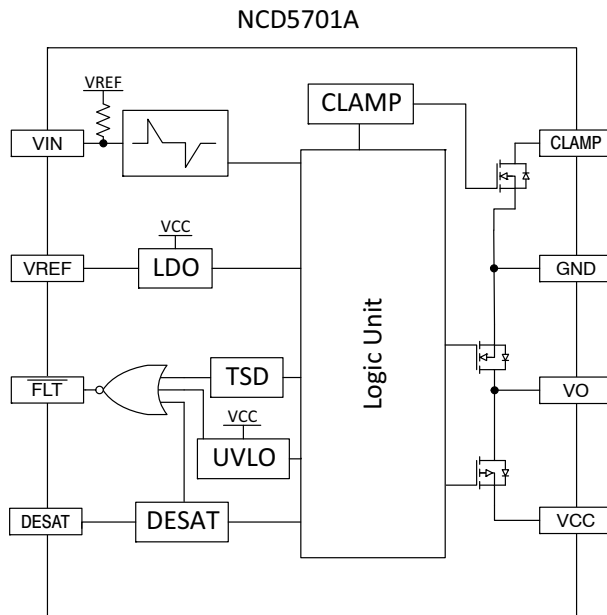 NCD5701A
VREF
CLAMP
VIN
CLAMP
VCC
VREF
LDO
GND
Logic Unit
FLT
TSD
VO
VCC
UVLO
DESAT
DESAT
VCC